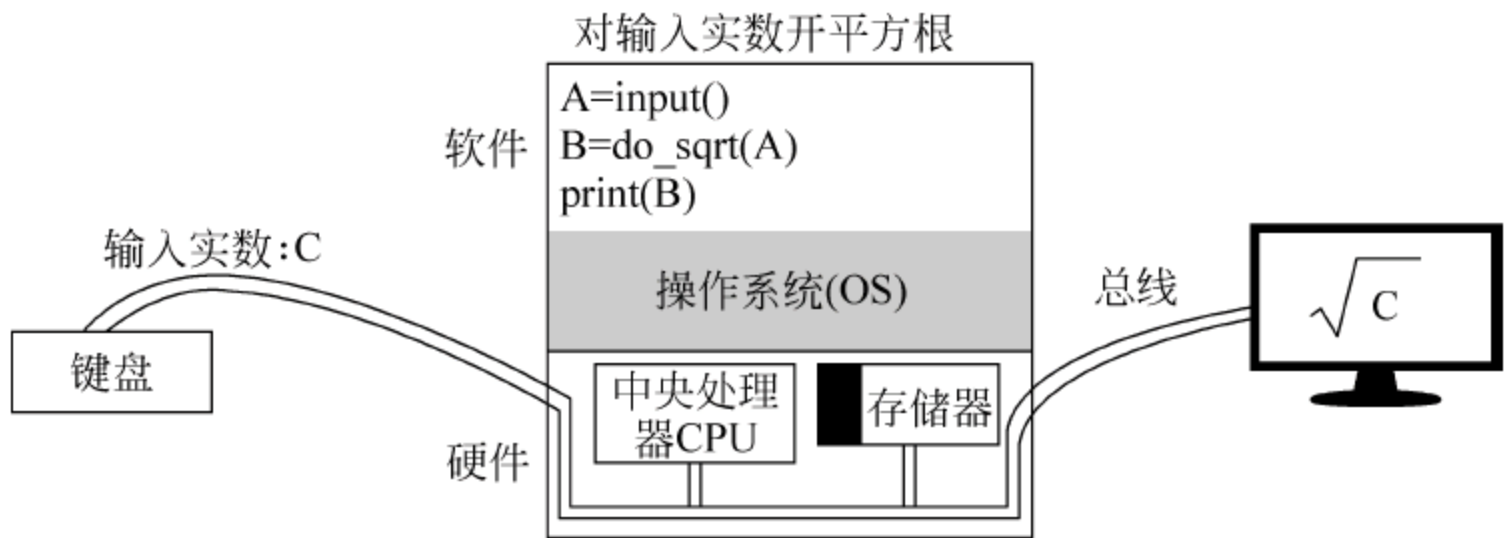 对输入实数开平方根
A=input()
B=do_sqrt(A)
print(B)
软件
输入实数:C
操作系统(OS)
总线
√C
键盘
中央处理
器CPU
存储器
硬件